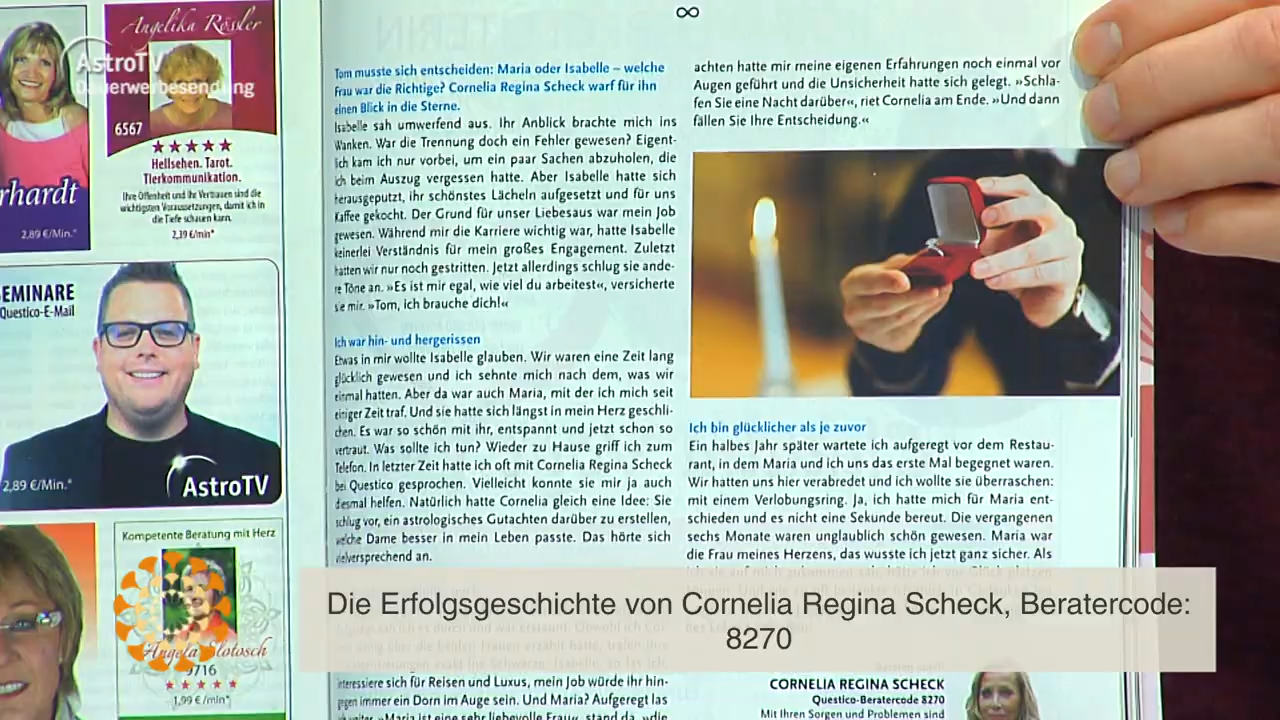 ∞
AstroTV
Dauerwerbesendung
Angelika Rössler
6567
★★★★★
Hellsehen. Tarot.
Tierkommunikation.
Ihre Offenheit und Ihr Vertrauen sind die
wichtigsten Voraussetzungen, damit ich in
die Tiefe schauen kann.
2,39 €/min*
rhardt
2,89 €/Min.*
EMINARE
Questico-E-Mail
2,89 €/Min.*
AstroTV
Kompetente Beratung mit Herz
Angela Slotosch
9716
★★★★★
1,99 €/min*
Tom musste sich entscheiden: Maria oder Isabelle – welche
Frau war die Richtige? Cornelia Regina Scheck warf für ihn
einen Blick in die Sterne.
Isabelle sah umwerfend aus. Ihr Anblick brachte mich ins
Wanken. War die Trennung doch ein Fehler gewesen? Eigent-
lich kam ich nur vorbei, um ein paar Sachen abzuholen, die
ich beim Auszug vergessen hatte. Aber Isabelle hatte sich
herausgeputzt, ihr schönstes Lächeln aufgesetzt und für uns
Kaffee gekocht. Der Grund für unser Liebesaus war mein Job
gewesen. Während mir die Karriere wichtig war, hatte Isabelle
keinerlei Verständnis für mein großes Engagement. Zuletzt
hatten wir nur noch gestritten. Jetzt allerdings schlug sie ande-
re Töne an. »Es ist mir egal, wie viel du arbeitest«, versicherte
sie mir. »Tom, ich brauche dich!«
Ich war hin- und hergerissen
Etwas in mir wollte Isabelle glauben. Wir waren eine Zeit lang
glücklich gewesen und ich sehnte mich nach dem, was wir
einmal hatten. Aber da war auch Maria, mit der ich mich seit
einiger Zeit traf. Und sie hatte sich längst in mein Herz geschli-
chen. Es war so schön mit ihr, entspannt und jetzt schon so
vertraut. Was sollte ich tun? Wieder zu Hause griff ich zum
Telefon. In letzter Zeit hatte ich oft mit Cornelia Regina Scheck
bei Questico gesprochen. Vielleicht konnte sie mir ja auch
diesmal helfen. Natürlich hatte Cornelia gleich eine Idee: Sie
schlug vor, ein astrologisches Gutachten darüber zu erstellen,
welche Dame besser in mein Leben passte. Das hörte sich
vielversprechend an.
interessiere sich für Reisen und Luxus, mein Job würde ihr hin-
gegen immer ein Dorn im Auge sein. Und Maria? Aufgeregt las
ich weiter. »Maria ist eine sehr liebevolle Frau«, stand da, »die
achten hatte mir meine eigenen Erfahrungen noch einmal vor
Augen geführt und die Unsicherheit hatte sich gelegt. »Schla-
fen Sie eine Nacht darüber«, riet Cornelia am Ende. »Und dann
fällen Sie Ihre Entscheidung.«
Ich bin glücklicher als je zuvor
Ein halbes Jahr später wartete ich aufgeregt vor dem Restau-
rant, in dem Maria und ich uns das erste Mal begegnet waren.
Wir hatten uns hier verabredet und ich wollte sie überraschen:
mit einem Verlobungsring. Ja, ich hatte mich für Maria ent-
schieden und es nicht eine Sekunde bereut. Die vergangenen
sechs Monate waren unglaublich schön gewesen. Maria war
die Frau meines Herzens, das wusste ich jetzt ganz sicher. Als
Die Erfolgsgeschichte von Cornelia Regina Scheck, Beratercode:
8270
CORNELIA REGINA SCHECK
Questico-Beratercode 8270
Mit Ihren Sorgen und Problemen sind